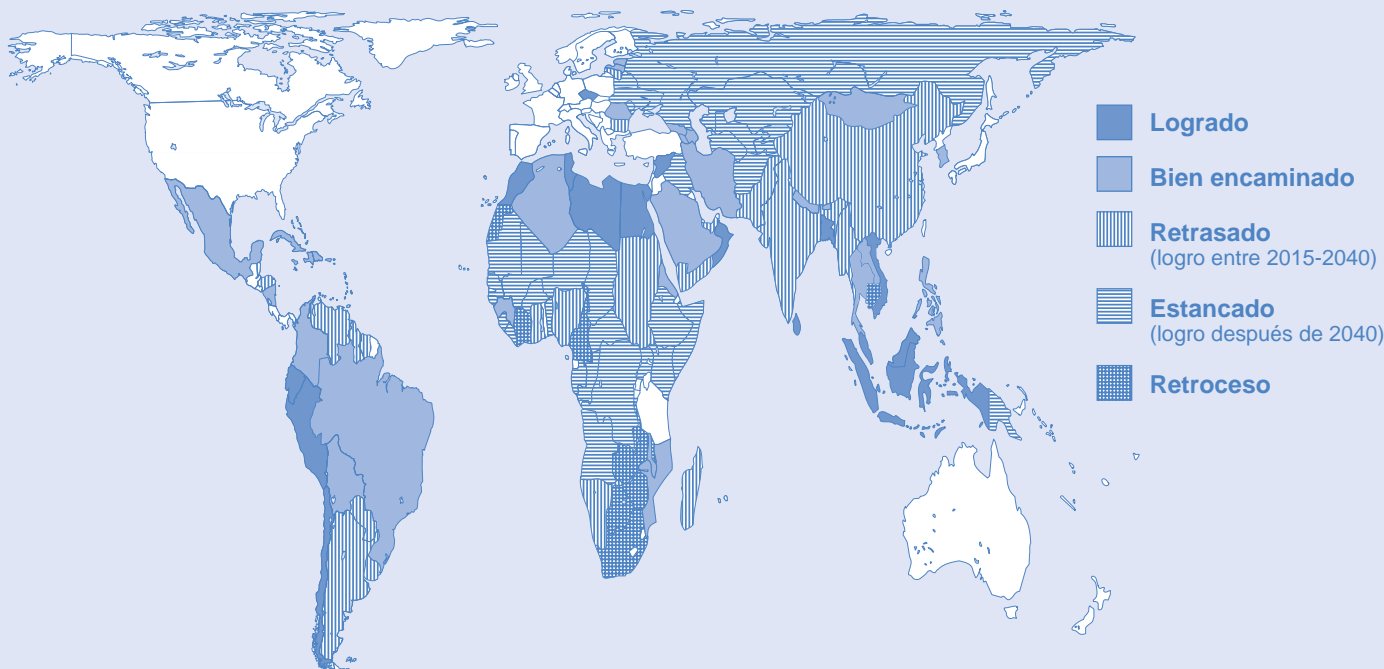 Logrado
Bien encaminado
Retrasado
(logro entre 2015-2040)
Estancado
(logro después de 2040)
Retroceso